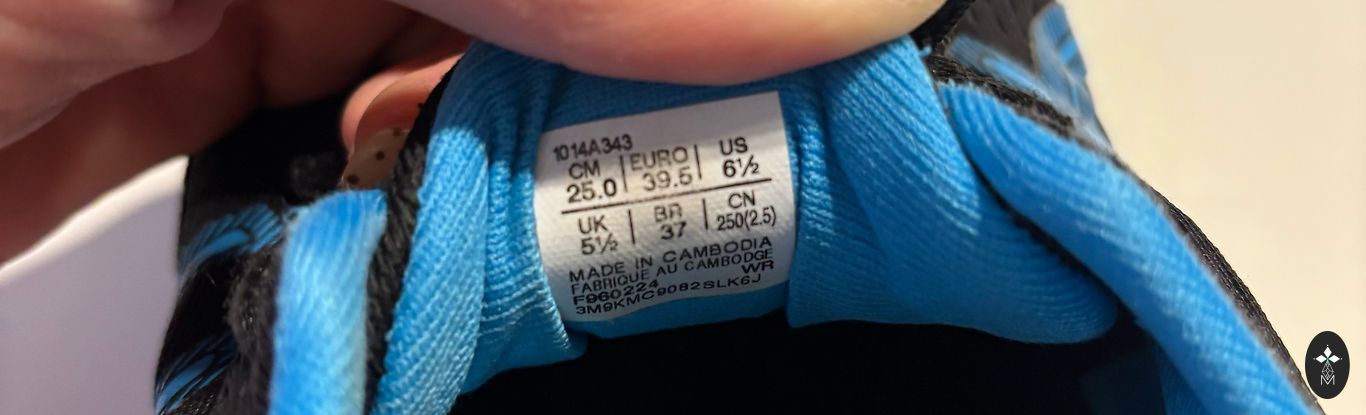 1014A343
CM EURO US
25.0 39.5 6½
UK BR CN
5½ 37 250(2.5)
MADE IN CAMBODIA
FABRIQUE AU CAMBODGE
F960224 WR
3M9KMC9082SLK6J
M